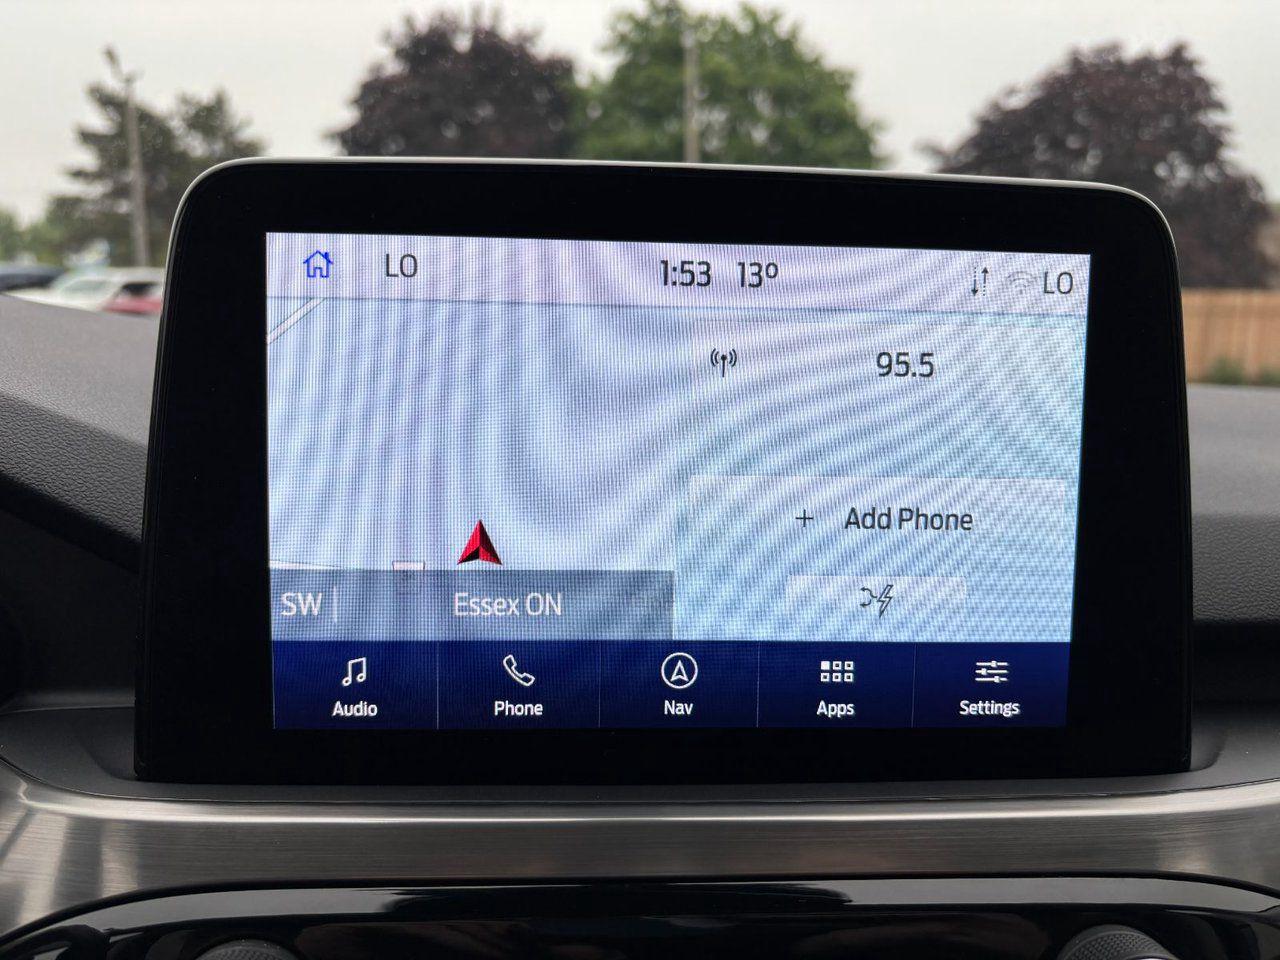 LO 1:53 13° LO
95.5
+ Add Phone
SW | Essex ON
Audio Phone Nav Apps Settings